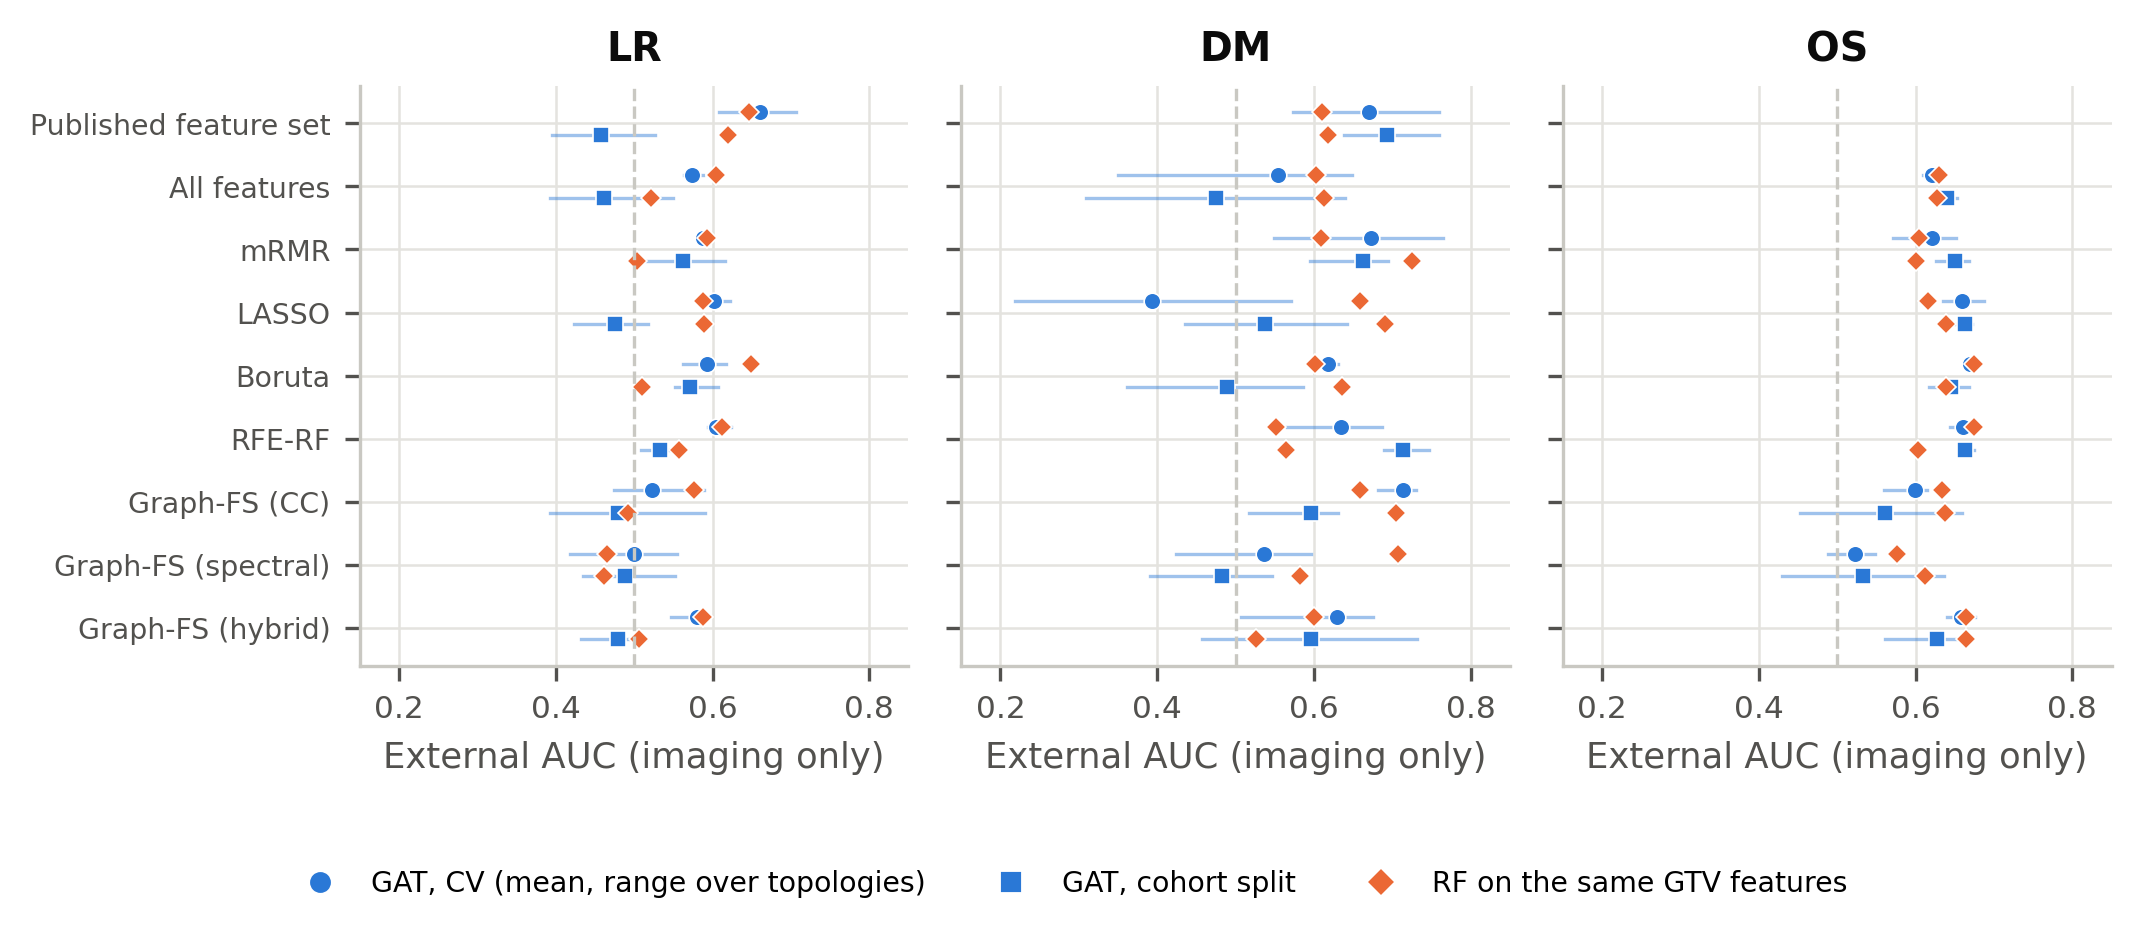 LR
DM
OS
Published feature set
All features
mRMR
LASSO
Boruta
RFE-RF
Graph-FS (CC)
Graph-FS (spectral)
Graph-FS (hybrid)
0.2 0.4 0.6 0.8
0.2 0.4 0.6 0.8
0.2 0.4 0.6 0.8
External AUC (imaging only)
External AUC (imaging only)
External AUC (imaging only)
GAT, CV (mean, range over topologies)
GAT, cohort split
RF on the same GTV features